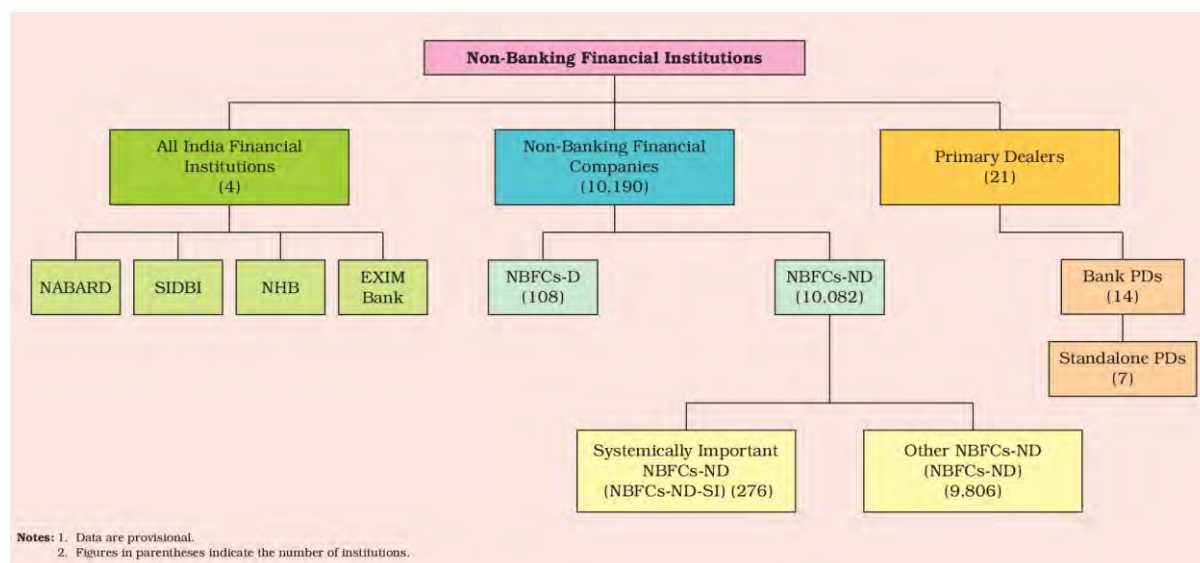 Non-Banking Financial Institutions
All India Financial
Institutions
(4)
Non-Banking Financial
Companies
(10,190)
Primary Dealers
(21)
NABARD
SIDBI
NHB
EXIM
Bank
NBFCs-D
(108)
NBFCs-ND
(10,082)
Bank PDs
(14)
Standalone PDs
(7)
Systemically Important
NBFCs-ND
(NBFCs-ND-SI) (276)
Other NBFCs-ND
(NBFCs-ND)
(9,806)
Notes: 1. Data are provisional.
2. Figures in parentheses indicate the number of institutions.